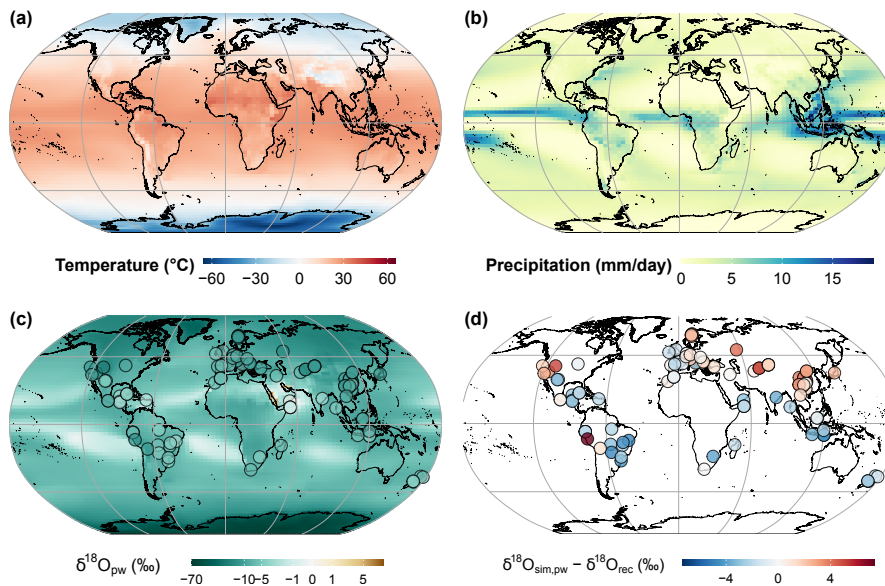 (a)
(b)
Temperature (°C)
−60 −30 0 30 60
Precipitation (mm/day)
0 5 10 15
(c)
(d)
δ¹⁸Opw (‰)
−70 −10 −5 −1 0 1 5
δ¹⁸Osim,pw − δ¹⁸Orec (‰)
−4 0 4